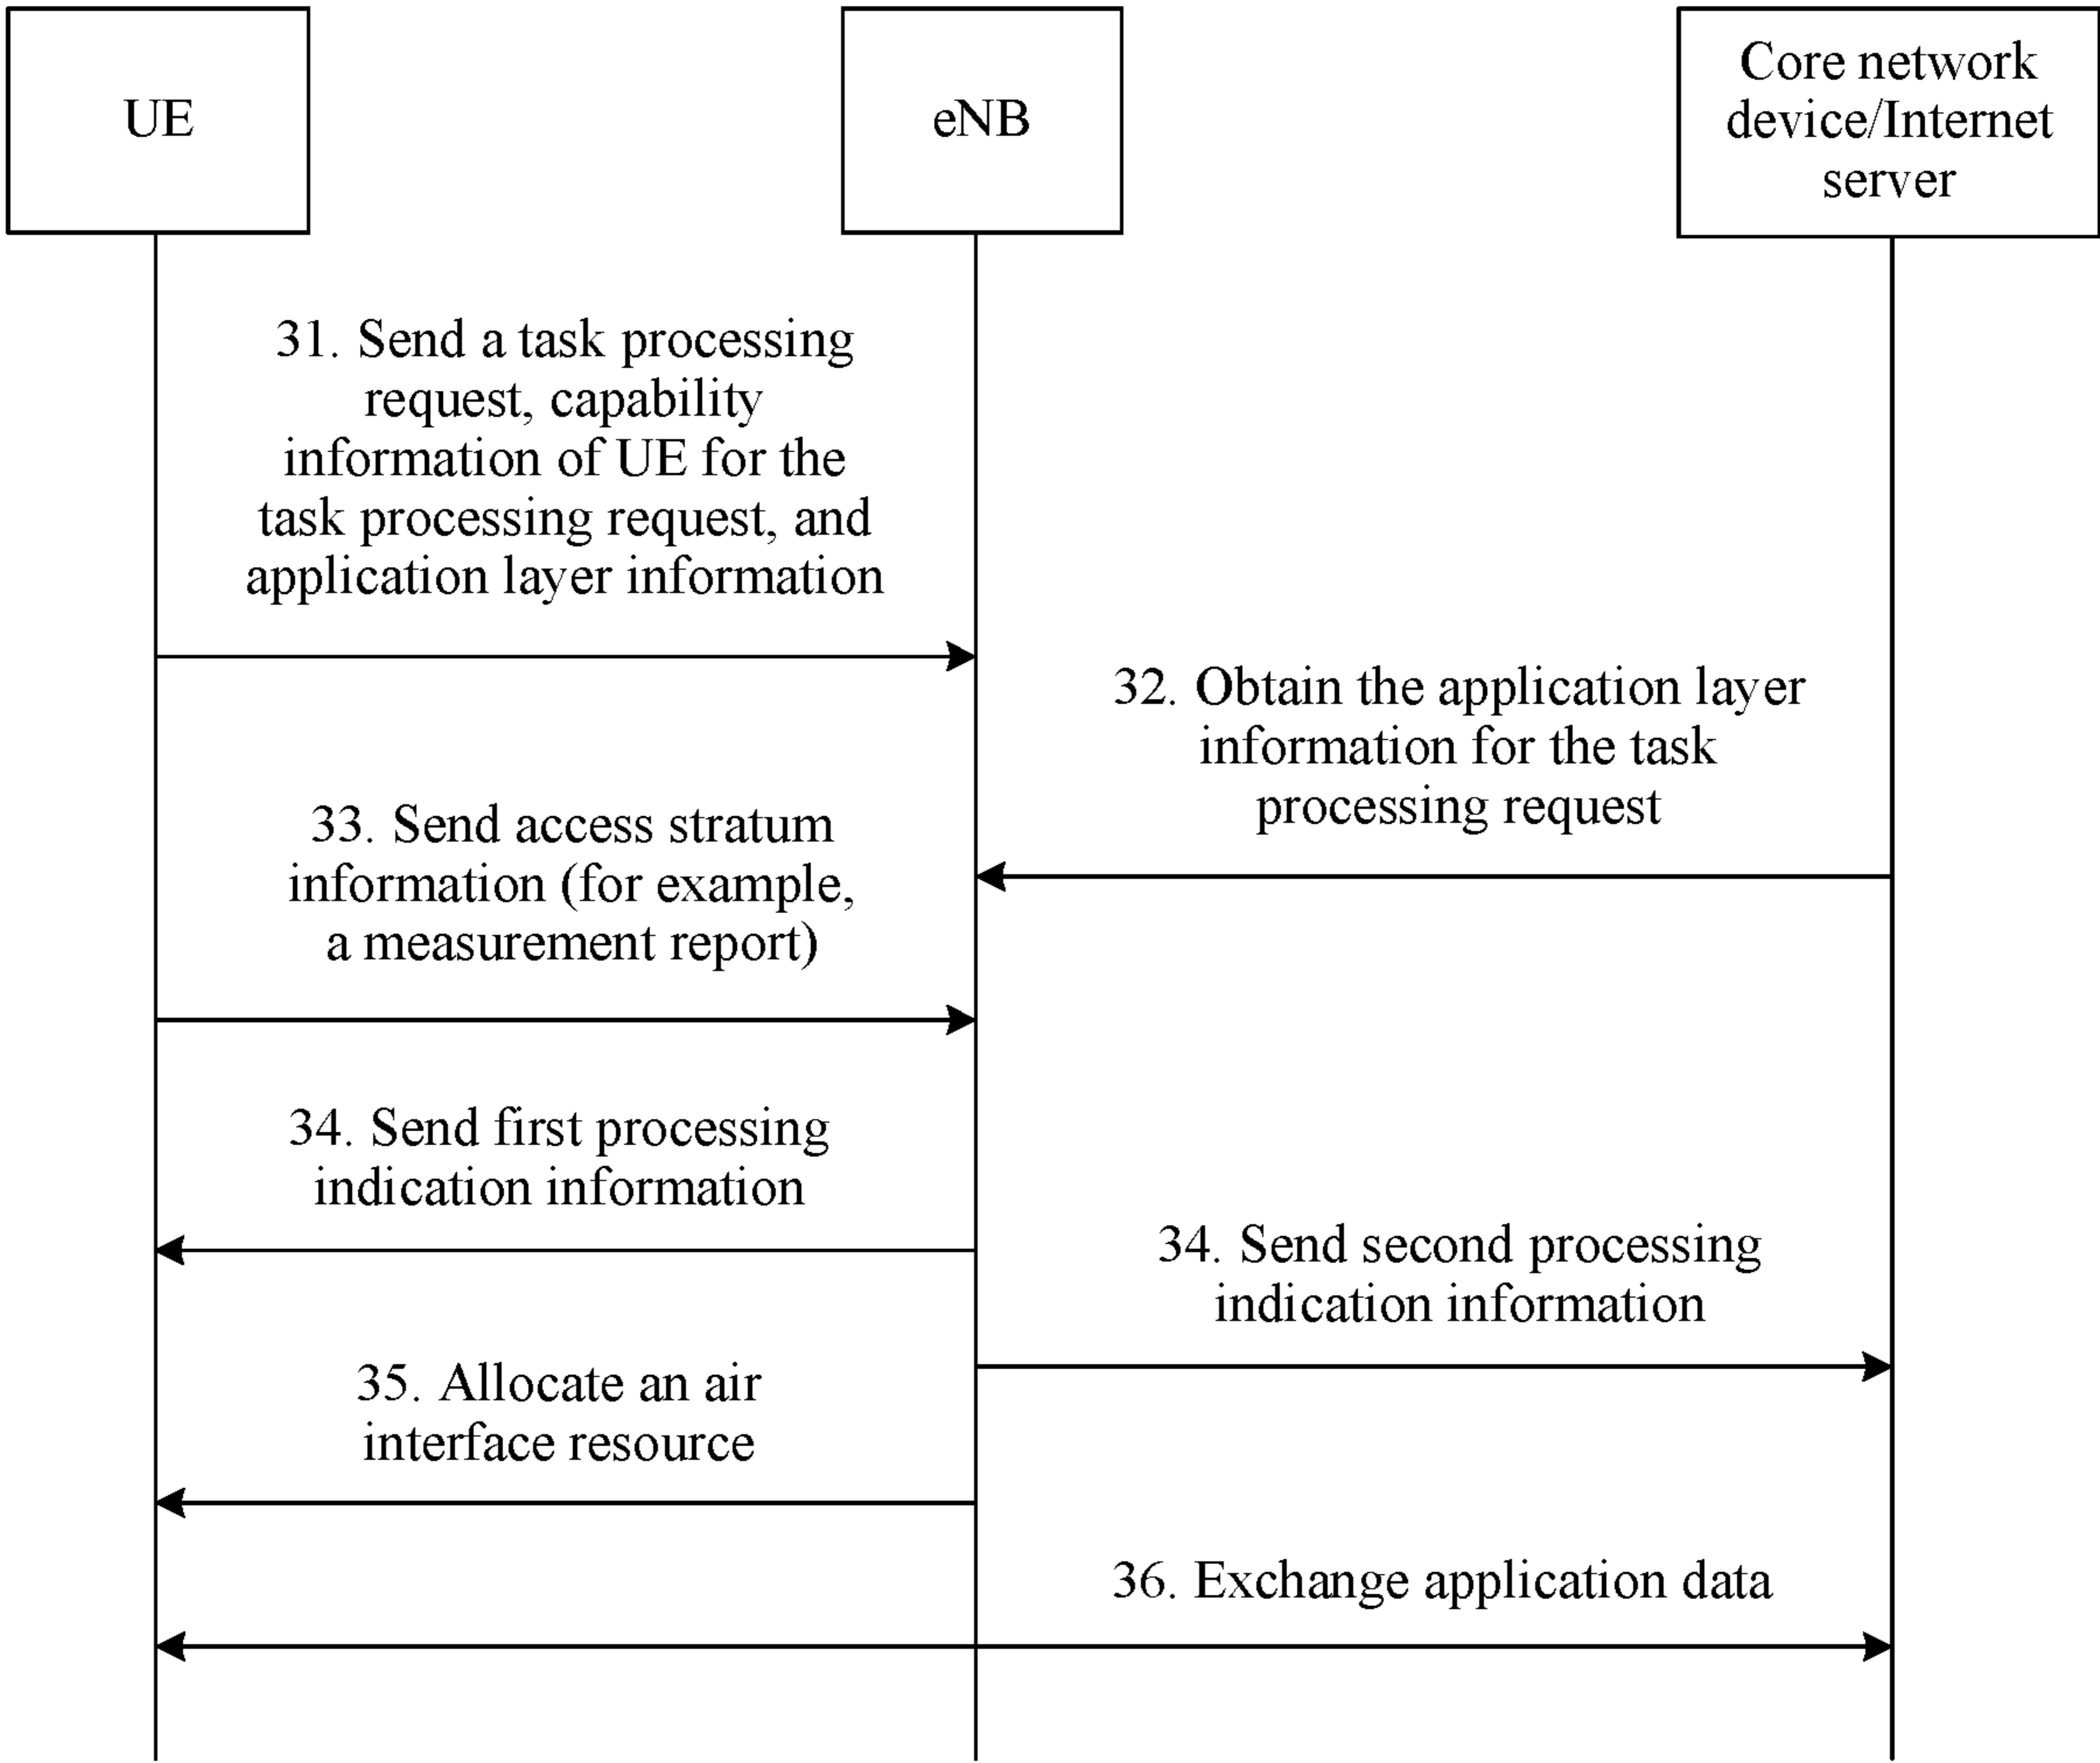 UE
eNB
Core network
device/Internet
server
31. Send a task processing
request, capability
information of UE for the
task processing request, and
application layer information
32. Obtain the application layer
information for the task
processing request
33. Send access stratum
information (for example,
a measurement report)
34. Send first processing
indication information
34. Send second processing
indication information
35. Allocate an air
interface resource
36. Exchange application data